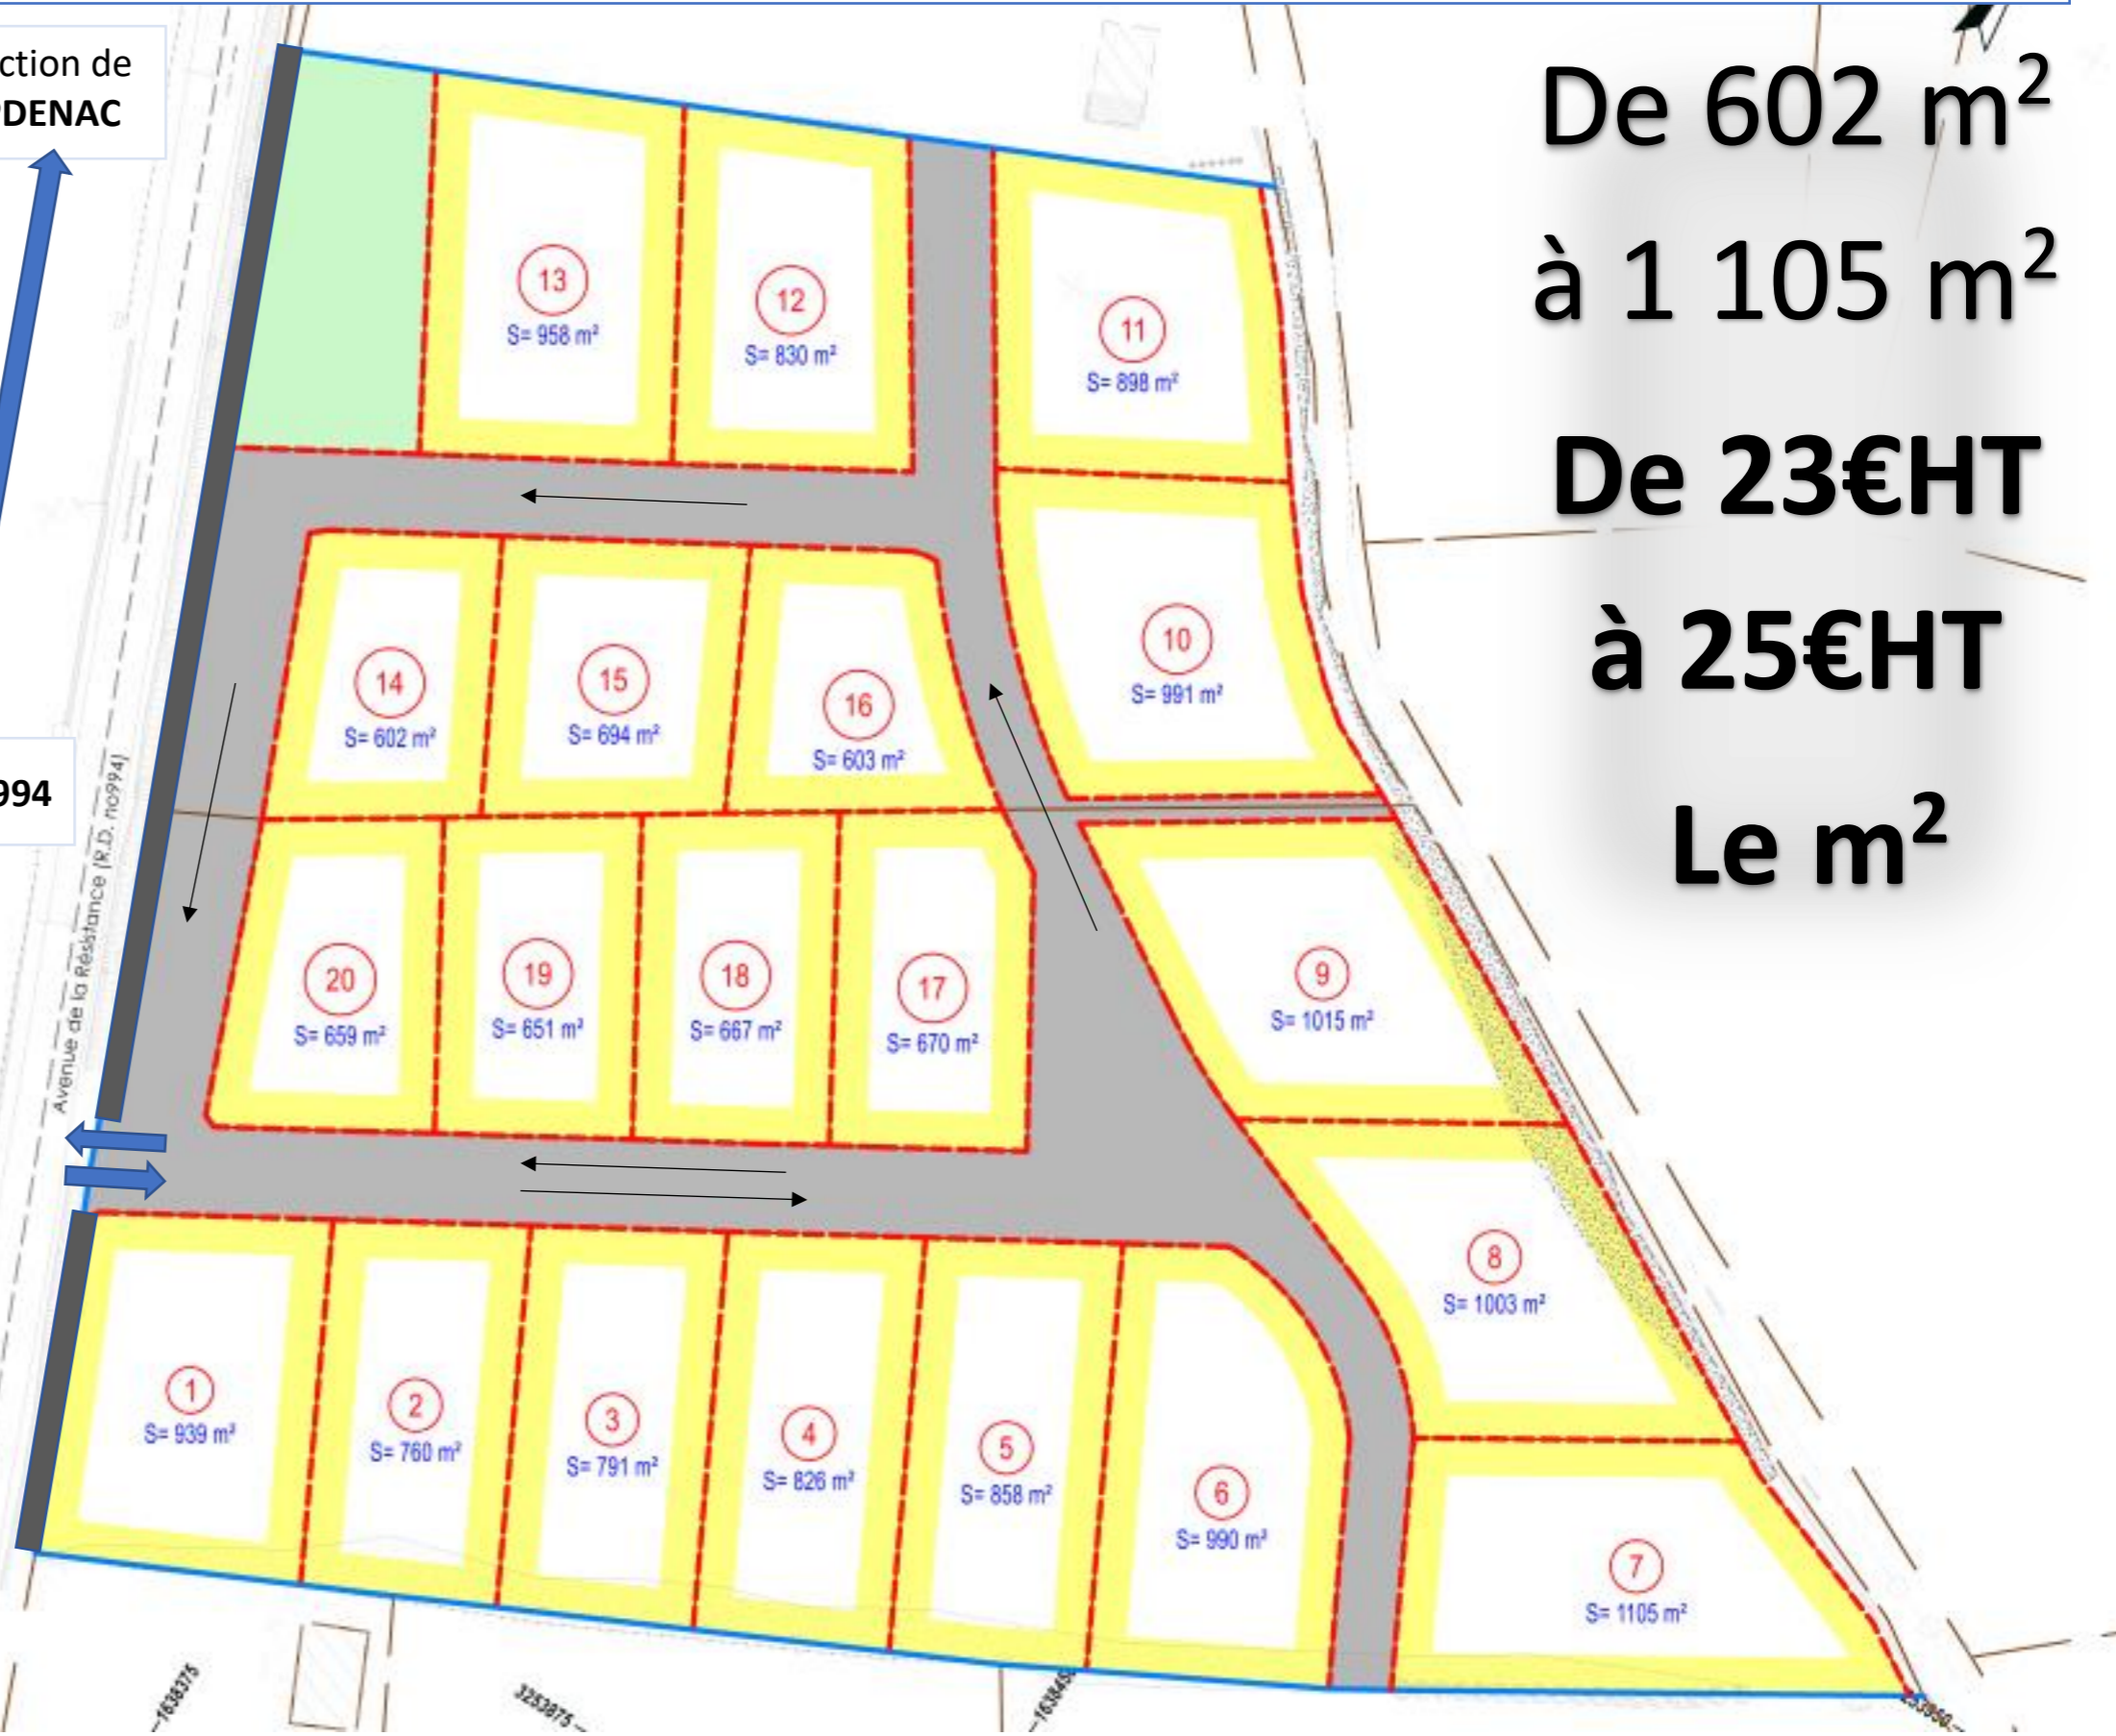 ction de
DENAC
994
Avenue de la Résistance (R.D. no994)
De 602 m²
à 1 105 m²
De 23€HT
à 25€HT
Le m²
13
S= 958 m²
12
S= 830 m²
11
S= 898 m²
14
S= 602 m²
15
S= 694 m²
16
S= 603 m²
10
S= 991 m²
20
S= 659 m²
19
S= 651 m²
18
S= 667 m²
17
S= 670 m²
9
S= 1015 m²
8
S= 1003 m²
1
S= 939 m²
2
S= 760 m²
3
S= 791 m²
4
S= 826 m²
5
S= 858 m²
6
S= 990 m²
7
S= 1105 m²
1638375
3253875